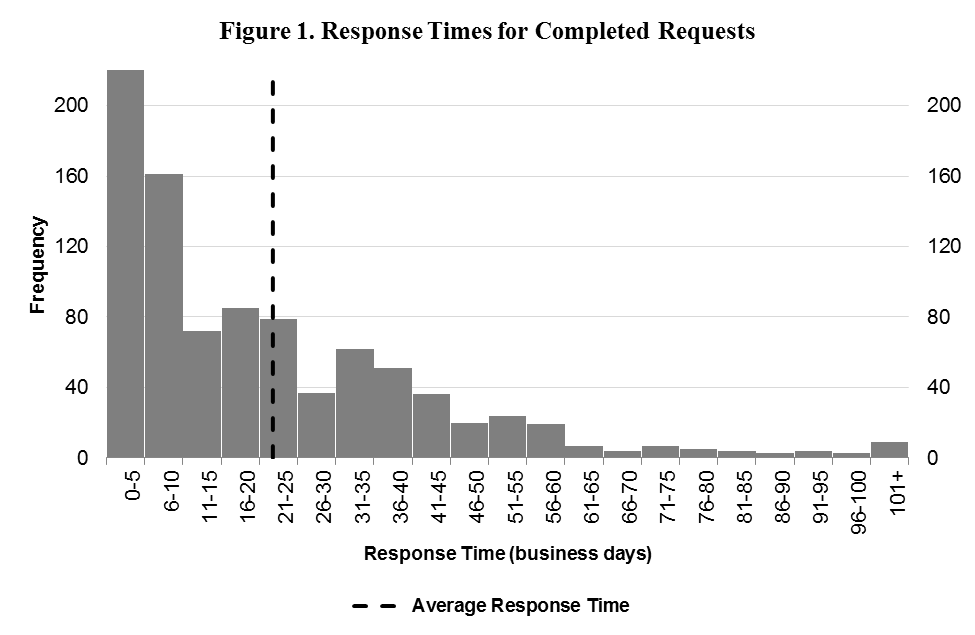 Figure 1. Response Times for Completed Requests
200 200
160 160
120 120
80 80
40 40
0 0
Frequency
0-5 6-10 11-15 16-20 21-25 26-30 31-35 36-40 41-45 46-50 51-55 56-60 61-65 66-70 71-75 76-80 81-85 86-90 91-95 96-100 101+
Response Time (business days)
Average Response Time